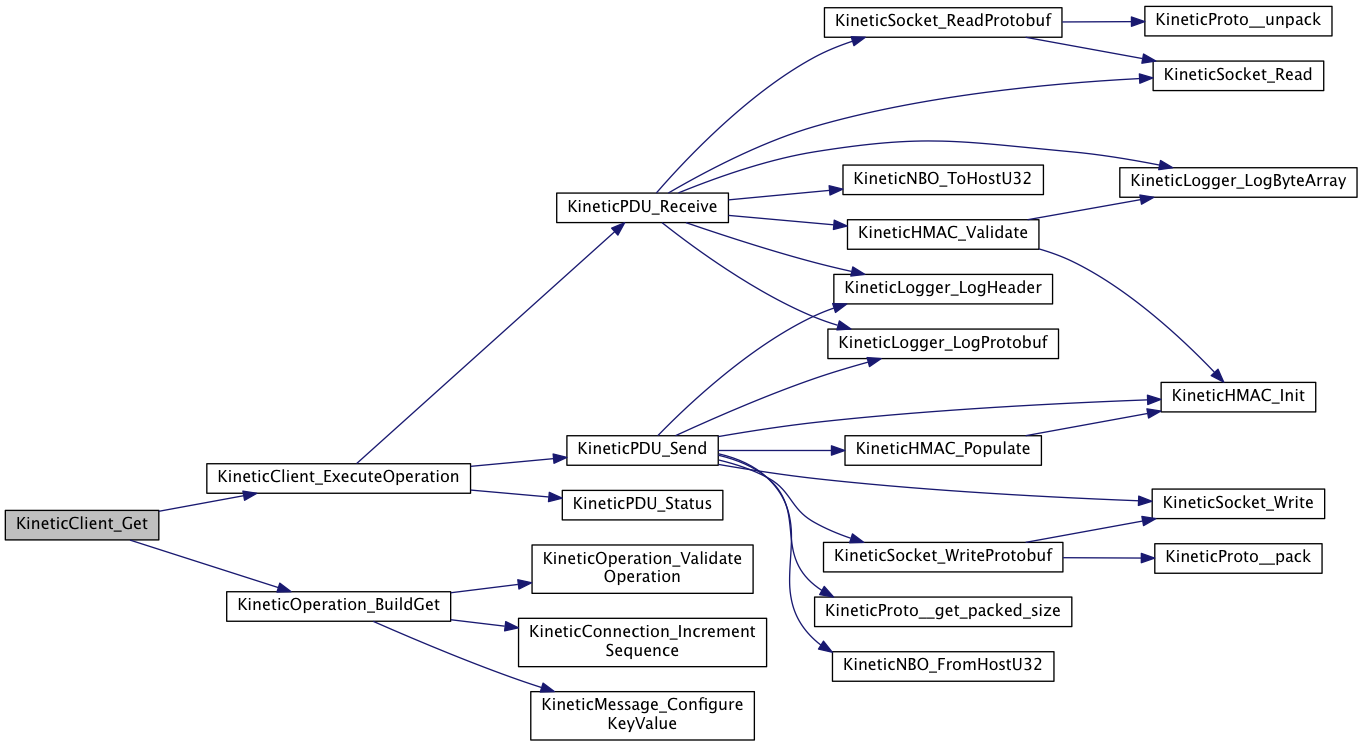 KineticSocket_ReadProtobuf
KineticProto__unpack
KineticSocket_Read
KineticNBO_ToHostU32
KineticLogger_LogByteArray
KineticPDU_Receive
KineticHMAC_Validate
KineticLogger_LogHeader
KineticLogger_LogProtobuf
KineticHMAC_Init
KineticPDU_Send
KineticHMAC_Populate
KineticClient_ExecuteOperation
KineticPDU_Status
KineticSocket_Write
KineticClient_Get
KineticSocket_WriteProtobuf
KineticProto__pack
KineticOperation_Validate
Operation
KineticOperation_BuildGet
KineticProto__get_packed_size
KineticConnection_Increment
Sequence
KineticNBO_FromHostU32
KineticMessage_Configure
KeyValue